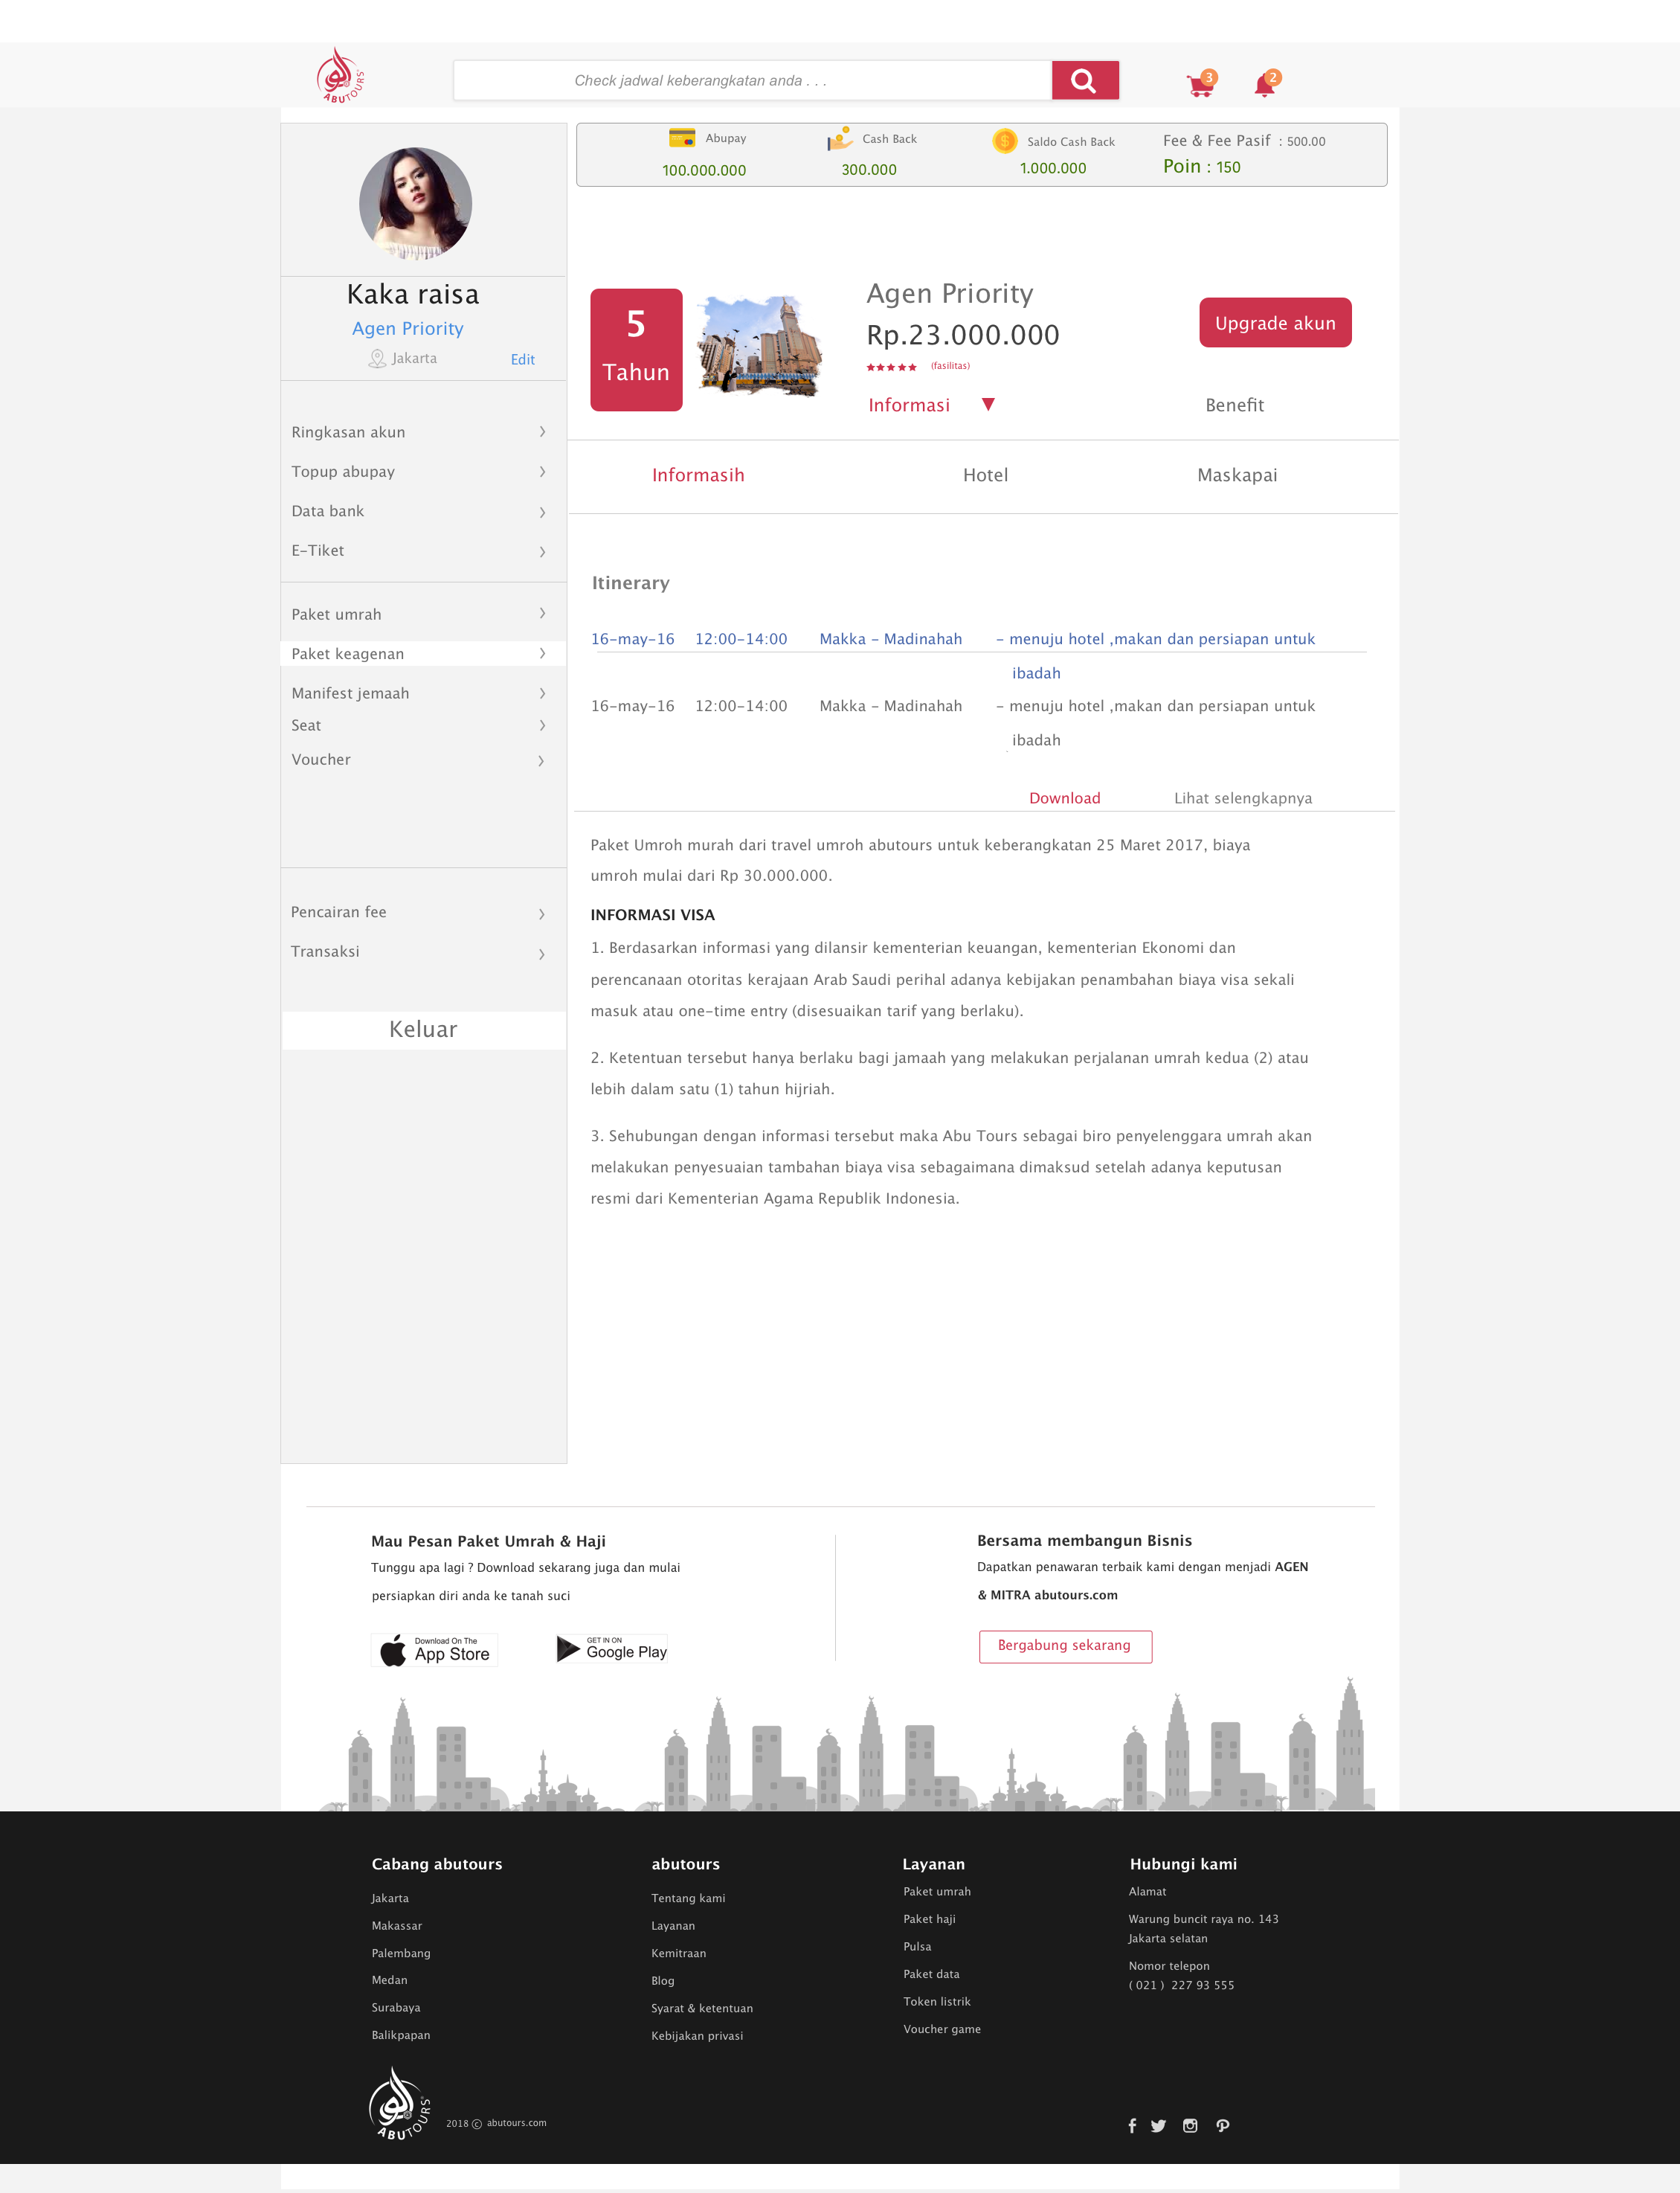 ABUTOURS
Check jadwal keberangkatan anda . . .
3
2
Abupay
100.000.000
Cash Back
300.000
Saldo Cash Back
1.000.000
Fee & Fee Pasif : 500.00
Poin : 150
Kaka raisa
Agen Priority
Jakarta
Edit
Ringkasan akun
Topup abupay
Data bank
E-Tiket
Paket umrah
Paket keagenan
Manifest jemaah
Seat
Voucher
Pencairan fee
Transaksi
Keluar
5
Tahun
Agen Priority
Rp.23.000.000
(fasilitas)
Informasi ▼
Upgrade akun
Benefit
Informasih Hotel Maskapai
Itinerary
16-may-16 12:00-14:00 Makka - Madinahah - menuju hotel ,makan dan persiapan untuk
ibadah
16-may-16 12:00-14:00 Makka - Madinahah - menuju hotel ,makan dan persiapan untuk
ibadah
Download Lihat selengkapnya
Paket Umroh murah dari travel umroh abutours untuk keberangkatan 25 Maret 2017, biaya
umroh mulai dari Rp 30.000.000.
INFORMASI VISA
1. Berdasarkan informasi yang dilansir kementerian keuangan, kementerian Ekonomi dan
perencanaan otoritas kerajaan Arab Saudi perihal adanya kebijakan penambahan biaya visa sekali
masuk atau one-time entry (disesuaikan tarif yang berlaku).
2. Ketentuan tersebut hanya berlaku bagi jamaah yang melakukan perjalanan umrah kedua (2) atau
lebih dalam satu (1) tahun hijriah.
3. Sehubungan dengan informasi tersebut maka Abu Tours sebagai biro penyelenggara umrah akan
melakukan penyesuaian tambahan biaya visa sebagaimana dimaksud setelah adanya keputusan
resmi dari Kementerian Agama Republik Indonesia.
Mau Pesan Paket Umrah & Haji
Tunggu apa lagi ? Download sekarang juga dan mulai
persiapkan diri anda ke tanah suci
Download On The
App Store
GET IN ON
Google Play
Bersama membangun Bisnis
Dapatkan penawaran terbaik kami dengan menjadi AGEN
& MITRA abutours.com
Bergabung sekarang
Cabang abutours
Jakarta
Makassar
Palembang
Medan
Surabaya
Balikpapan
abutours
Tentang kami
Layanan
Kemitraan
Blog
Syarat & ketentuan
Kebijakan privasi
Layanan
Paket umrah
Paket haji
Pulsa
Paket data
Token listrik
Voucher game
Hubungi kami
Alamat
Warung buncit raya no. 143
Jakarta selatan
Nomor telepon
( 021 ) 227 93 555
ABUTOURS
2018 © abutours.com